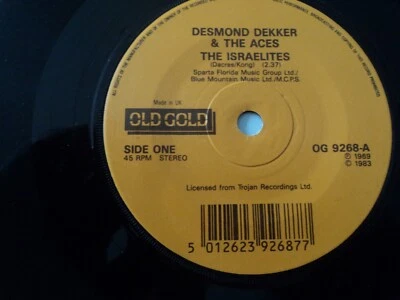 DESMOND DEKKER
& THE ACES
THE ISRAELITES
(Dacres/Kong) (2.37)
Sparta Florida Music Group Ltd./
Blue Mountain Music Ltd./M.C.P.S.
Made in UK
OLD GOLD
SIDE ONE
45 RPM STEREO
OG 9268-A
℗ 1969
© 1983
Licensed from Trojan Recordings Ltd.
5 012623 926877